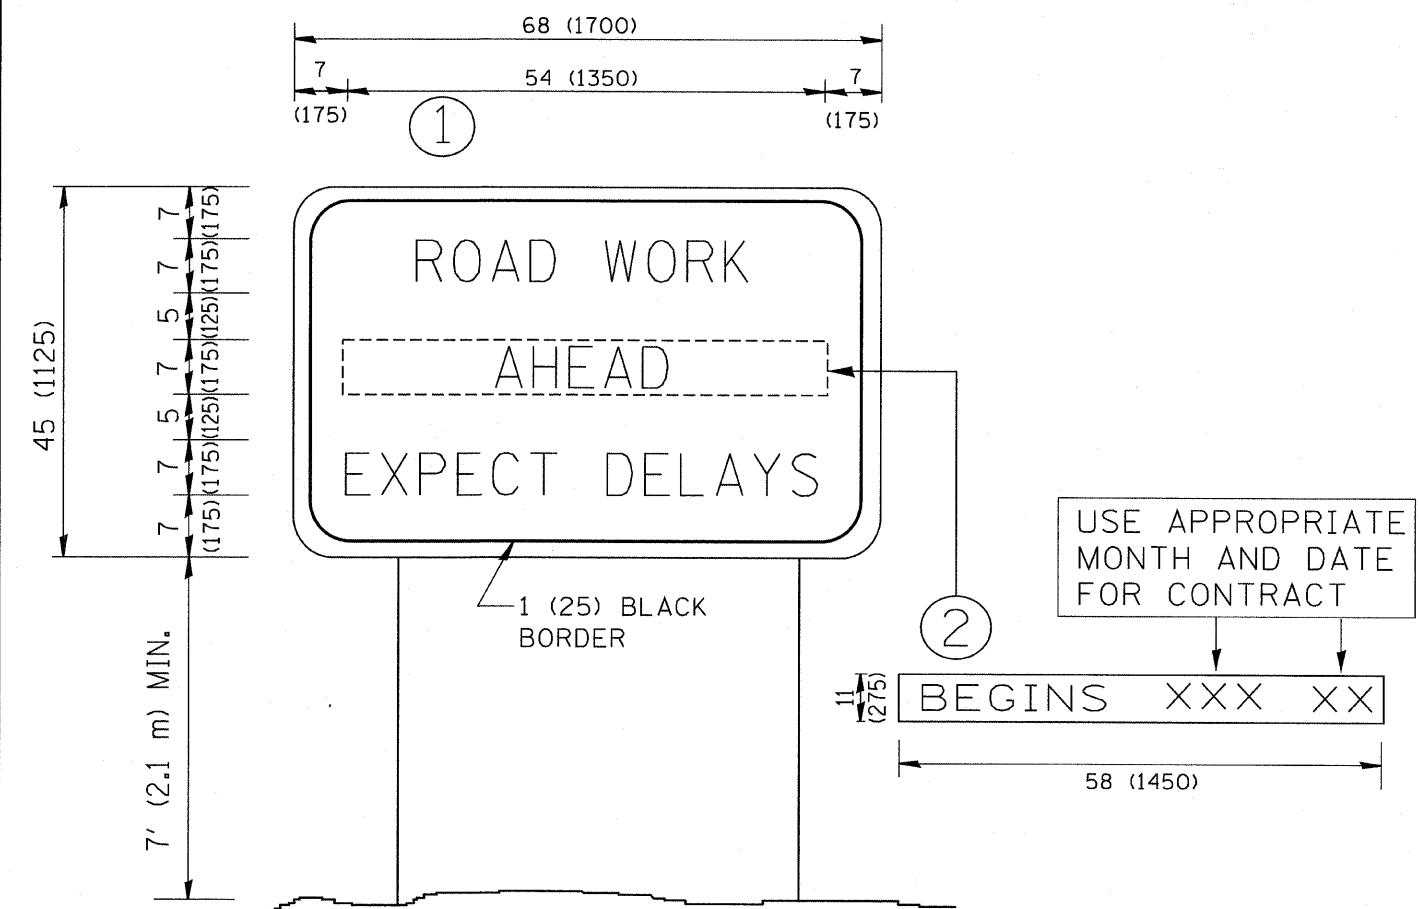 68 (1700)
7
54 (1350)
7
(175)
(175)
1
7 (175)
7 (175)
5 (125)
7 (175)
5 (125)
7 (175)
7 (175)
45 (1125)
ROAD WORK
AHEAD
EXPECT DELAYS
1 (25) BLACK
BORDER
7' (2.1 m) MIN.
2
USE APPROPRIATE
MONTH AND DATE
FOR CONTRACT
11
(275)
BEGINS XXX XX
58 (1450)